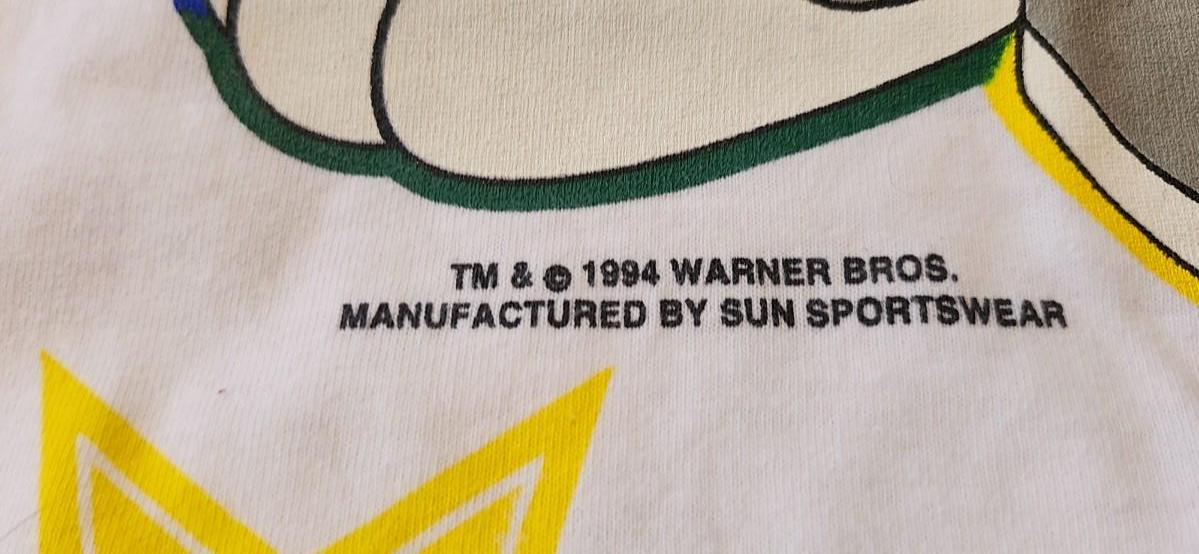 TM & © 1994 WARNER BROS.
MANUFACTURED BY SUN SPORTSWEAR